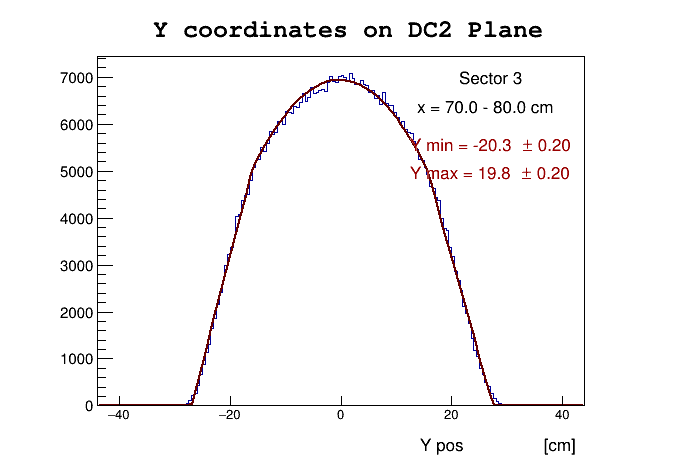 Y coordinates on DC2 Plane
Sector 3
x = 70.0 - 80.0 cm
Y min = -20.3 ± 0.20
Y max = 19.8 ± 0.20
7000
6000
5000
4000
3000
2000
1000
0
−40 −20 0 20 40
Y pos [cm]